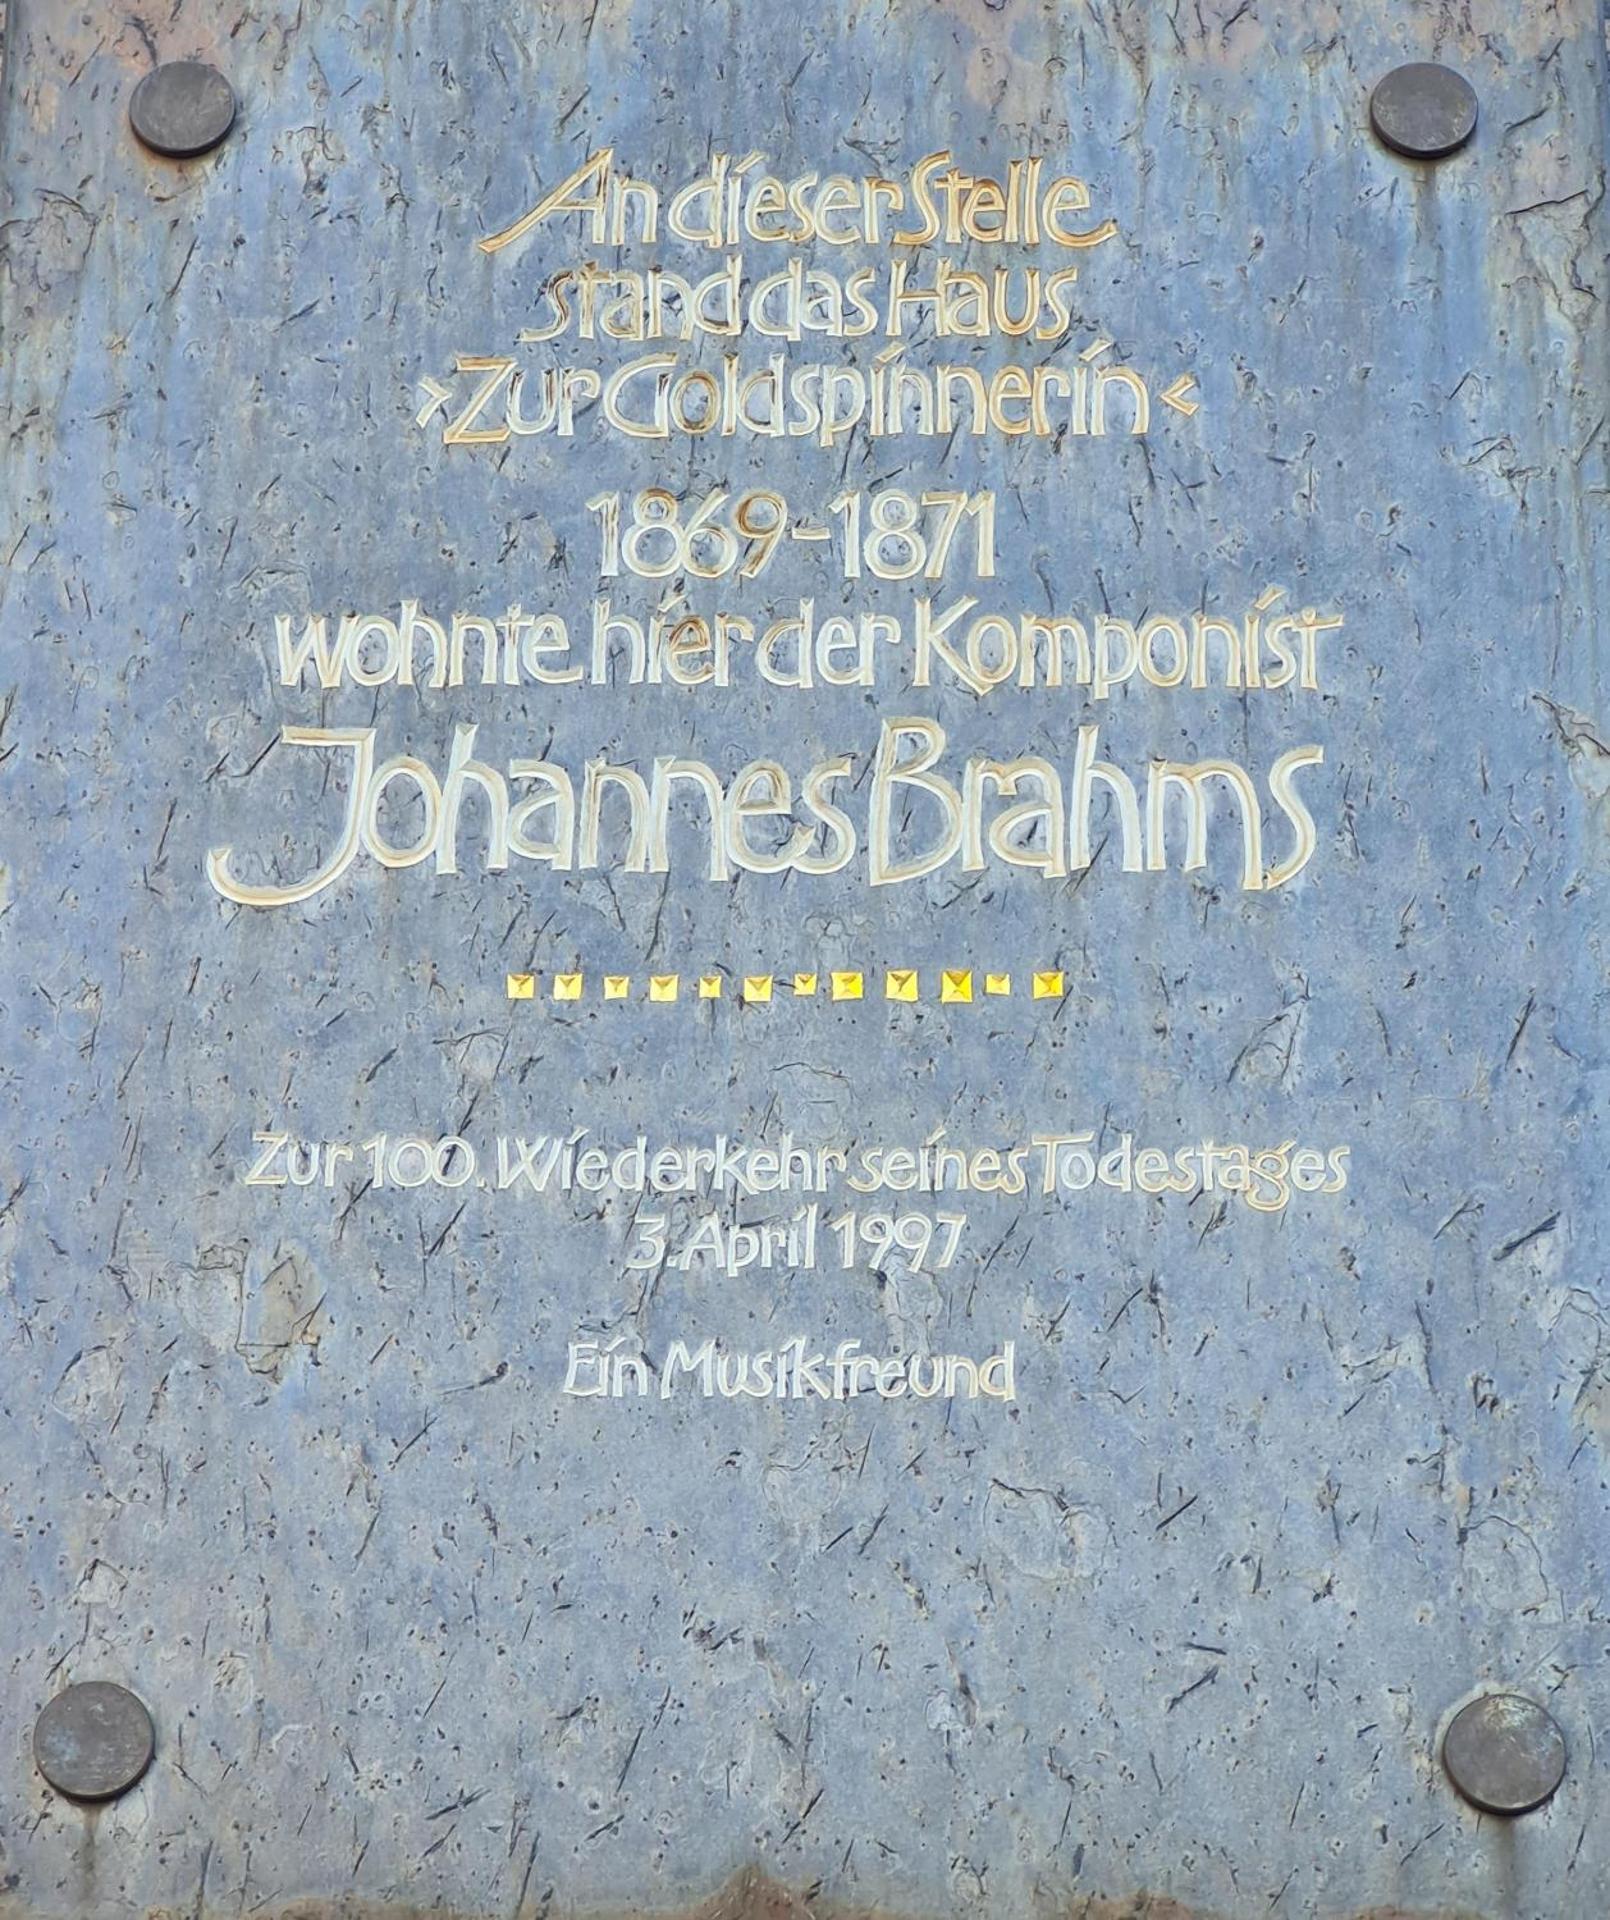 An dieser Stelle
stand das Haus
>Zur Goldspinnerin<
1869-1871
wohnte hier der Komponist
Johannes Brahms
Zur 100. Wiederkehr seines Todestages
3. April 1997
Ein Musikfreund